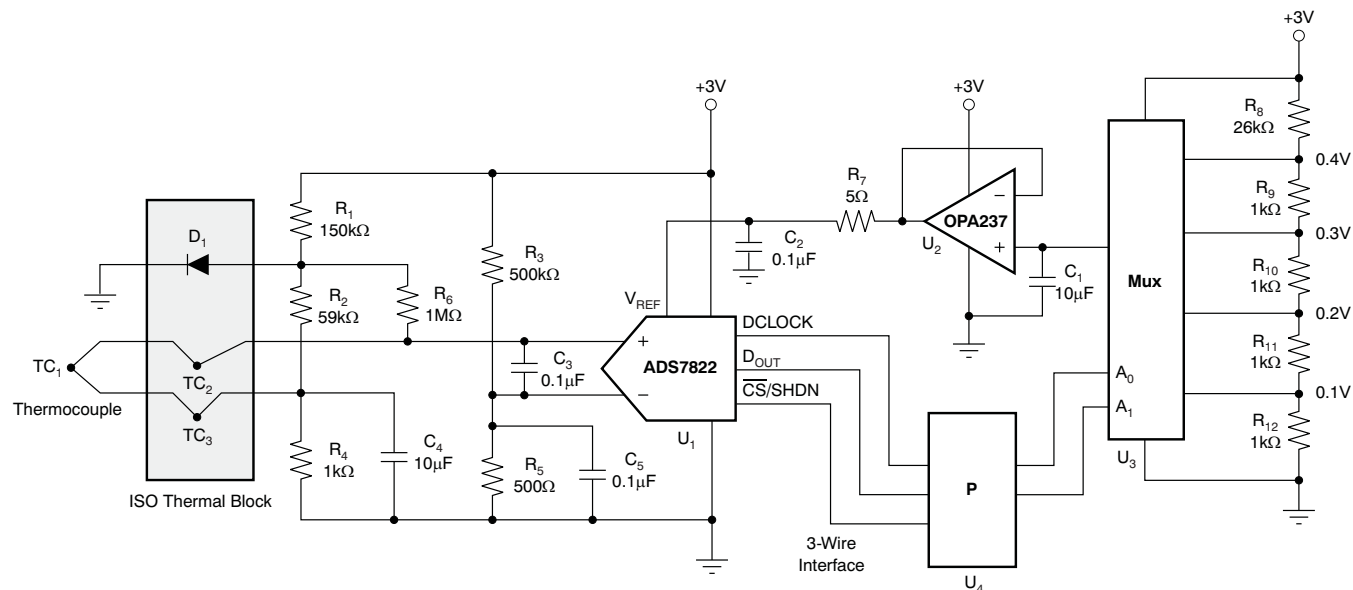 +3V
R8
26kΩ
0.4V
R9
1kΩ
0.3V
R10
1kΩ
0.2V
R11
1kΩ
0.1V
R12
1kΩ
Mux
A0
A1
U3
+3V
OPA237
−
+
U2
R7
5Ω
C1
10µF
C2
0.1µF
+3V
VREF
DCLOCK
DOUT
CS/SHDN
ADS7822
+
−
U1
R1
150kΩ
D1
R2
59kΩ
R6
1MΩ
R3
500kΩ
C3
0.1µF
TC1
Thermocouple
TC2
TC3
R4
1kΩ
C4
10µF
R5
500Ω
C5
0.1µF
ISO Thermal Block
3-Wire
Interface
P
U4